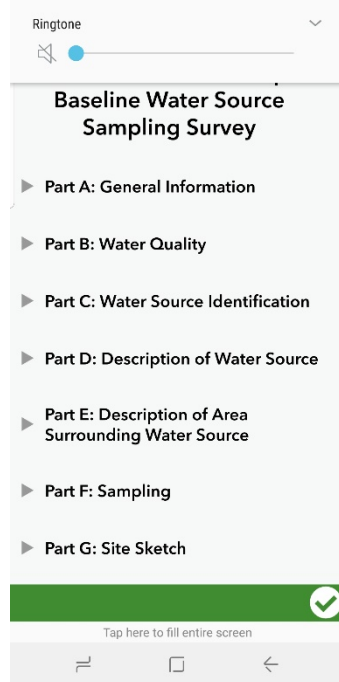 Ringtone
Baseline Water Source
Sampling Survey
Part A: General Information
Part B: Water Quality
Part C: Water Source Identification
Part D: Description of Water Source
Part E: Description of Area
Surrounding Water Source
Part F: Sampling
Part G: Site Sketch
Tap here to fill entire screen